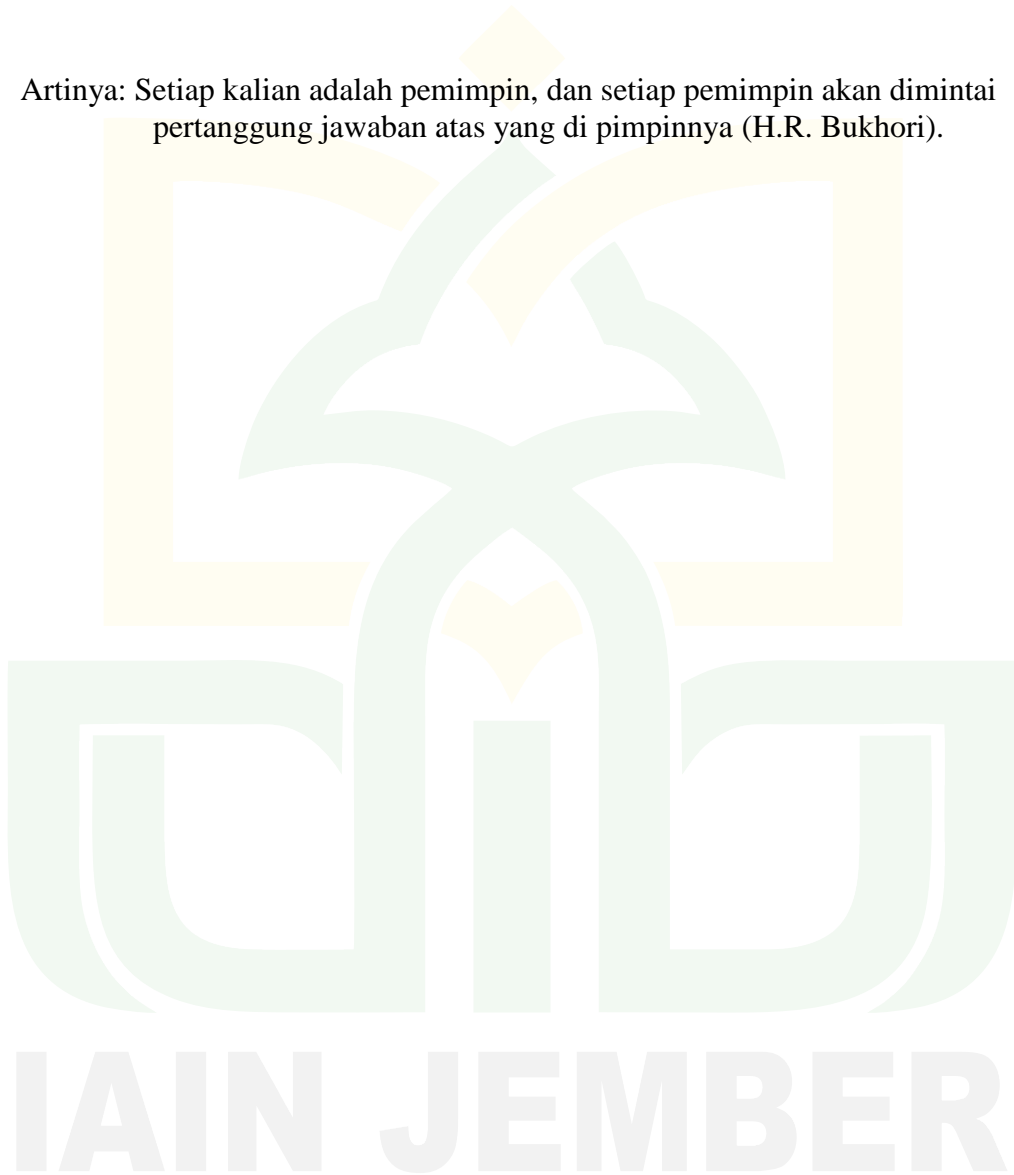 Artinya: Setiap kalian adalah pemimpin, dan setiap pemimpin akan dimintai
pertanggung jawaban atas yang di pimpinnya (H.R. Bukhori).
IAIN JEMBER